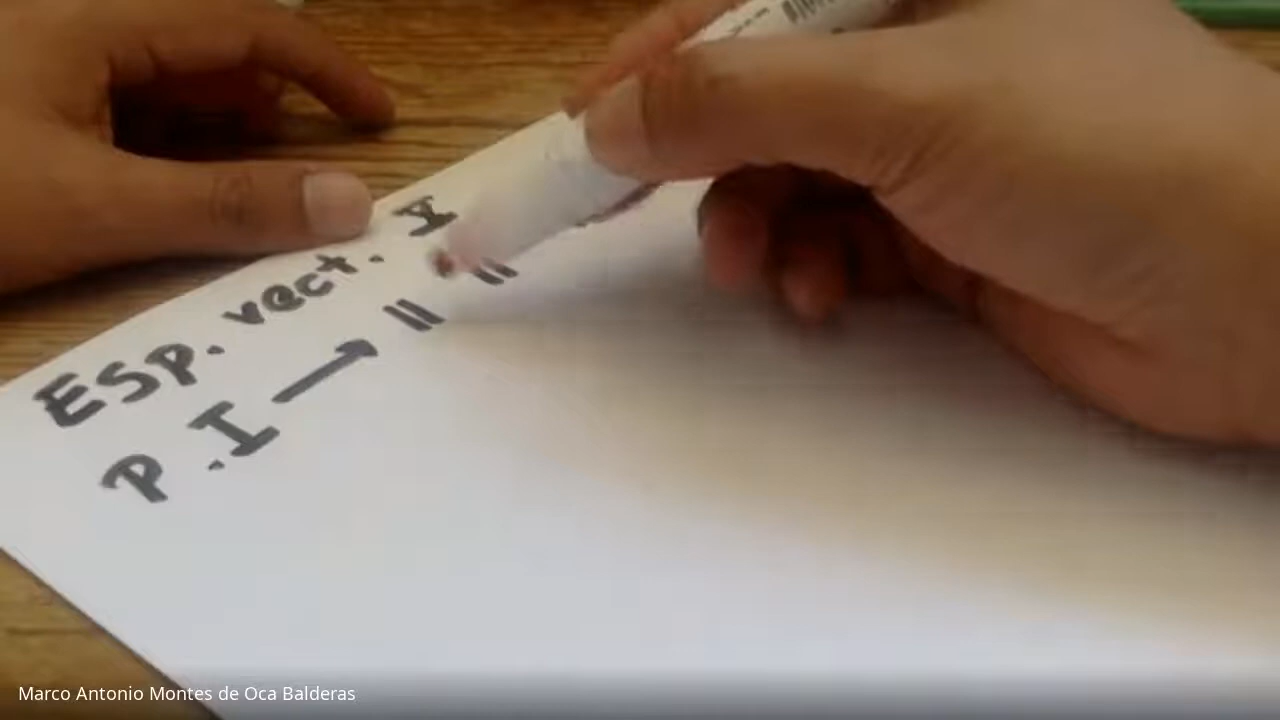 ESP. vect. V
P.I → " "
Marco Antonio Montes de Oca Balderas